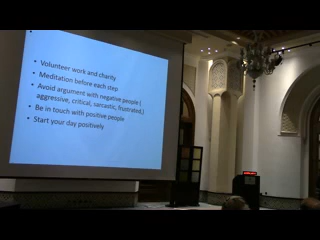 • Volunteer work and charity
• Meditation before each step
• Avoid argument with negative people (
aggressive, critical, sarcastic, frustrated,)
• Be in touch with positive people
• Start your day positively